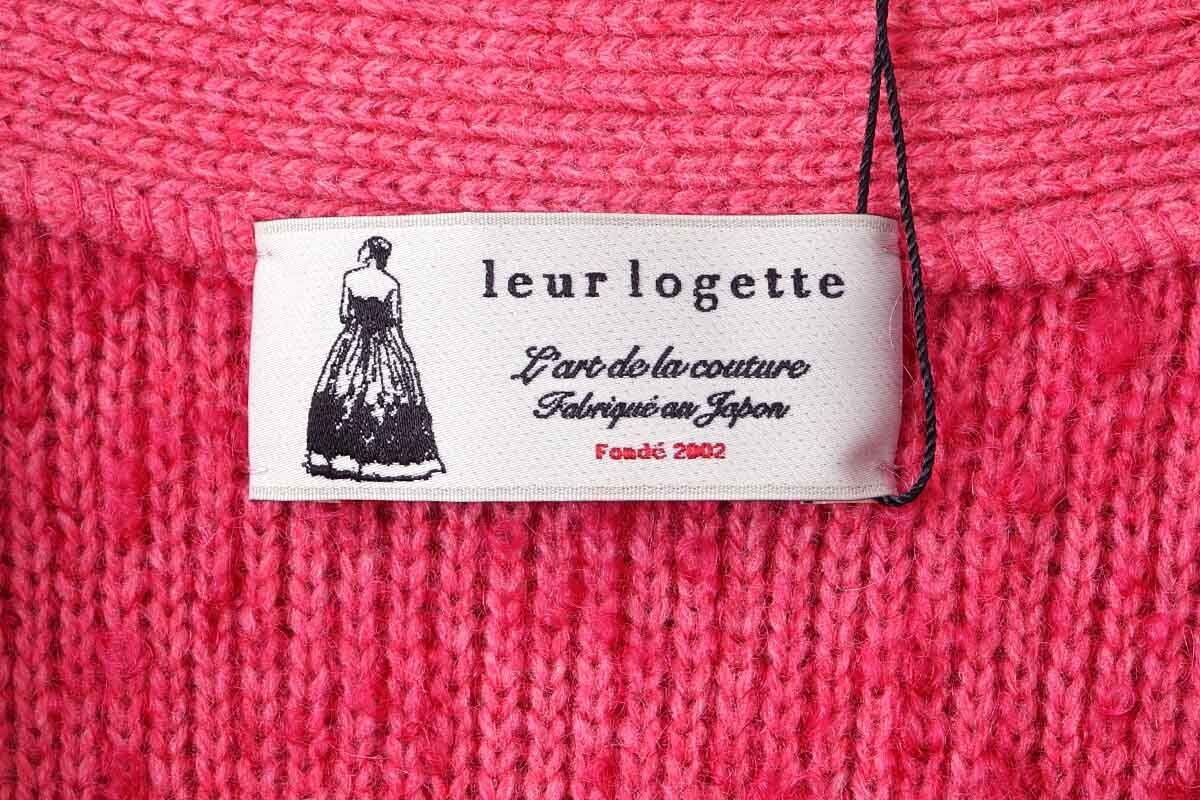 leur logette
L'art de la couture
Fabriqué au Japon
Fondé 2002